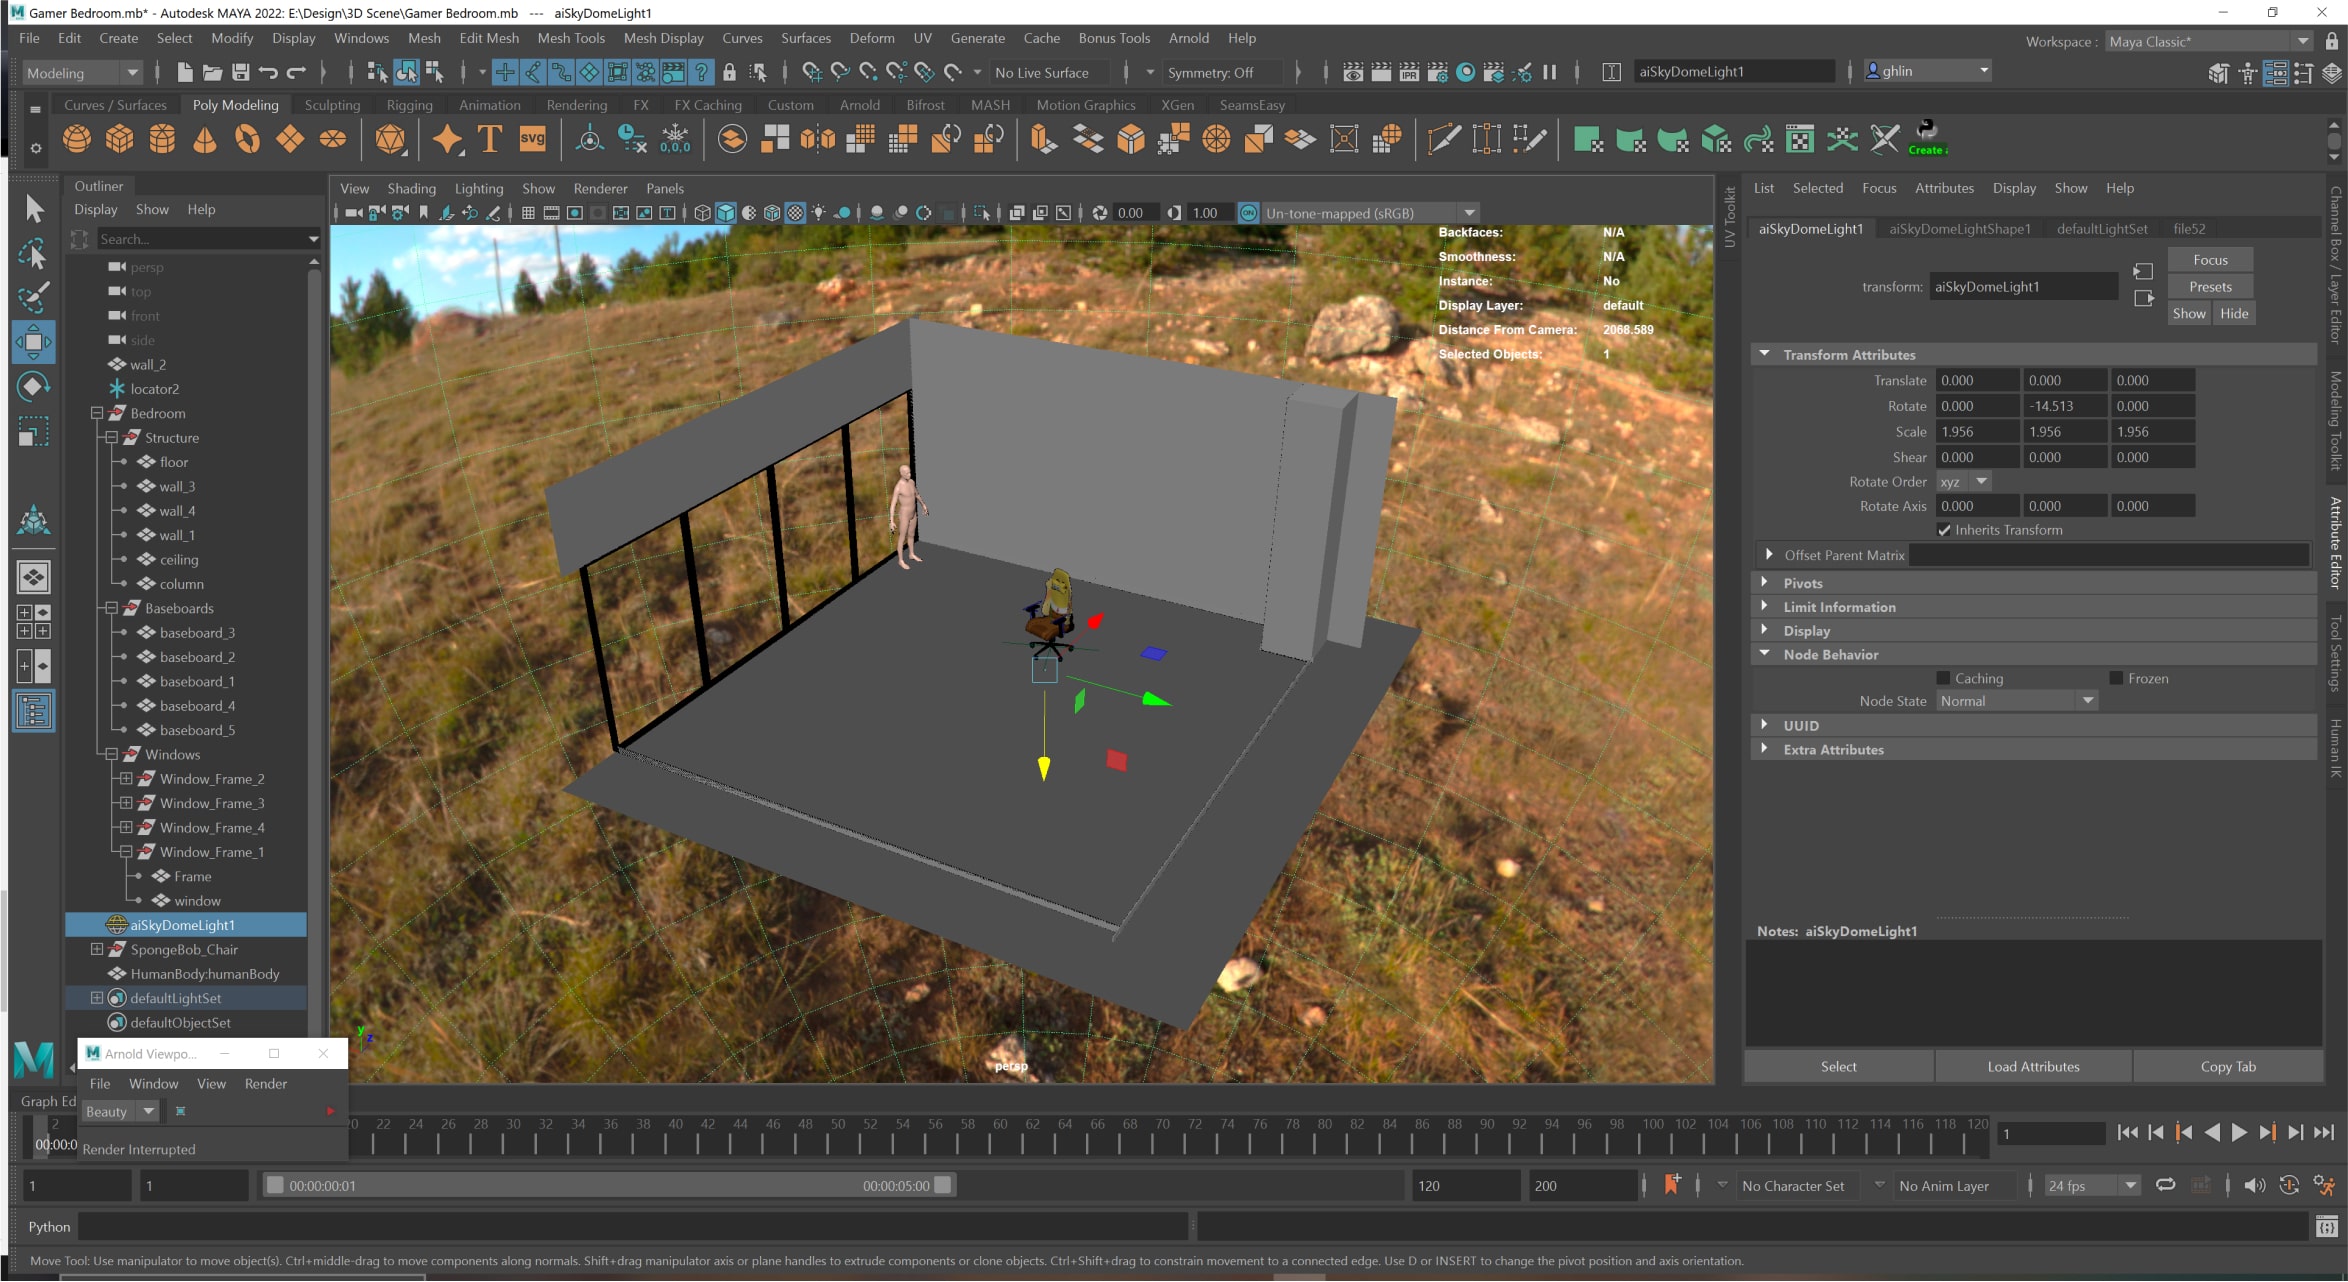 Gamer Bedroom.mb* - Autodesk MAYA 2022: E:\Design\3D Scene\Gamer Bedroom.mb --- aiSkyDomeLight1
File Edit Create Select Modify Display Windows Mesh Edit Mesh Mesh Tools Mesh Display Curves Surfaces Deform UV Generate Cache Bonus Tools Arnold Help
Workspace : Maya Classic*
Modeling No Live Surface Symmetry: Off IPR aiSkyDomeLight1 ghlin
Curves / Surfaces Poly Modeling Sculpting Rigging Animation Rendering FX FX Caching Custom Arnold Bifrost MASH Motion Graphics XGen SeamsEasy
T svg 0,0,0 Create
Outliner
Display Show Help
Search...
persp
top
front
side
wall_2
locator2
Bedroom
Structure
floor
wall_3
wall_4
wall_1
ceiling
column
Baseboards
baseboard_3
baseboard_2
baseboard_1
baseboard_4
baseboard_5
Windows
Window_Frame_2
Window_Frame_3
Window_Frame_4
Window_Frame_1
Frame
window
aiSkyDomeLight1
SpongeBob_Chair
HumanBody:humanBody
defaultLightSet
defaultObjectSet
View Shading Lighting Show Renderer Panels
0.00 1.00 ON Un-tone-mapped (sRGB)
Backfaces: N/A
Smoothness: N/A
Instance: No
Display Layer: default
Distance From Camera: 2068.589
Selected Objects: 1
y
z
persp
UV Toolkit
List Selected Focus Attributes Display Show Help
aiSkyDomeLight1 aiSkyDomeLightShape1 defaultLightSet file52
Focus
transform: aiSkyDomeLight1 Presets
Show Hide
Transform Attributes
Translate 0.000 0.000 0.000
Rotate 0.000 -14.513 0.000
Scale 1.956 1.956 1.956
Shear 0.000 0.000 0.000
Rotate Order xyz
Rotate Axis 0.000 0.000 0.000
Inherits Transform
Offset Parent Matrix
Pivots
Limit Information
Display
Node Behavior
Caching Frozen
Node State Normal
UUID
Extra Attributes
Notes: aiSkyDomeLight1
Select Load Attributes Copy Tab
Channel Box / Layer Editor
Modeling Toolkit
Attribute Editor
Tool Settings
Human IK
Arnold Viewpo...
File Window View Render
Beauty
Render Interrupted
Graph Ed
2 20 22 24 26 28 30 32 34 36 38 40 42 44 46 48 50 52 54 56 58 60 62 64 66 68 70 72 74 76 78 80 82 84 86 88 90 92 94 96 98 100 102 104 106 108 110 112 114 116 118 120
00:00:0
1
1 1 00:00:00:01 00:00:05:00 120 200 No Character Set No Anim Layer 24 fps
Python
Move Tool: Use manipulator to move object(s). Ctrl+middle-drag to move components along normals. Shift+drag manipulator axis or plane handles to extrude components or clone objects. Ctrl+Shift+drag to constrain movement to a connected edge. Use D or INSERT to change the pivot position and axis orientation.